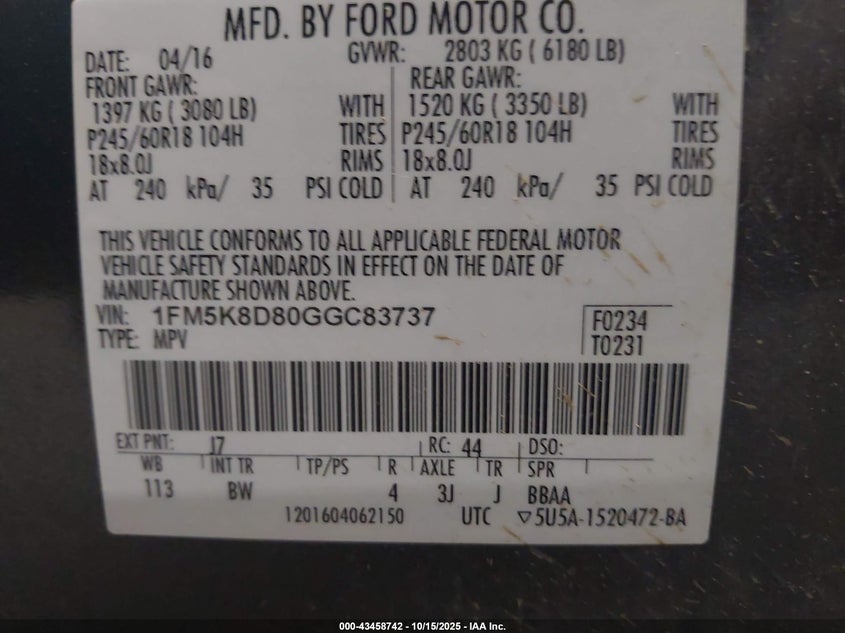 MFD. BY FORD MOTOR CO.
DATE: 04/16 GVWR: 2803 KG ( 6180 LB)
FRONT GAWR: REAR GAWR:
1397 KG ( 3080 LB) WITH 1520 KG ( 3350 LB) WITH
P245/60R18 104H TIRES P245/60R18 104H TIRES
18x8.0J RIMS 18x8.0J RIMS
AT 240 kPa/ 35 PSI COLD AT 240 kPa/ 35 PSI COLD
THIS VEHICLE CONFORMS TO ALL APPLICABLE FEDERAL MOTOR
VEHICLE SAFETY STANDARDS IN EFFECT ON THE DATE OF
MANUFACTURE SHOWN ABOVE.
VIN: 1FM5K8D80GGC83737 F0234
TYPE: MPV T0231
EXT PNT: J7 RC: 44 DSO:
WB INT TR TP/PS R AXLE TR SPR
113 BW 4 3J J BBAA
1201604062150 UTC ▽5U5A-1520472-BA
000-43458742 - 10/15/2025 - IAA Inc.